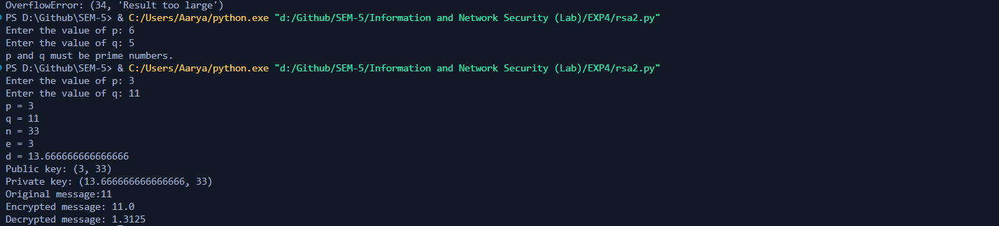 OverflowError: (34, 'Result too large')
PS D:\Github\SEM-5> & C:/Users/Aarya/python.exe "d:/Github/SEM-5/Information and Network Security (Lab)/EXP4/rsa2.py"
Enter the value of p: 6
Enter the value of q: 5
p and q must be prime numbers.
PS D:\Github\SEM-5> & C:/Users/Aarya/python.exe "d:/Github/SEM-5/Information and Network Security (Lab)/EXP4/rsa2.py"
Enter the value of p: 3
Enter the value of q: 11
p = 3
q = 11
n = 33
e = 3
d = 13.666666666666666
Public key: (3, 33)
Private key: (13.666666666666666, 33)
Original message:11
Encrypted message: 11.0
Decrypted message: 1.3125